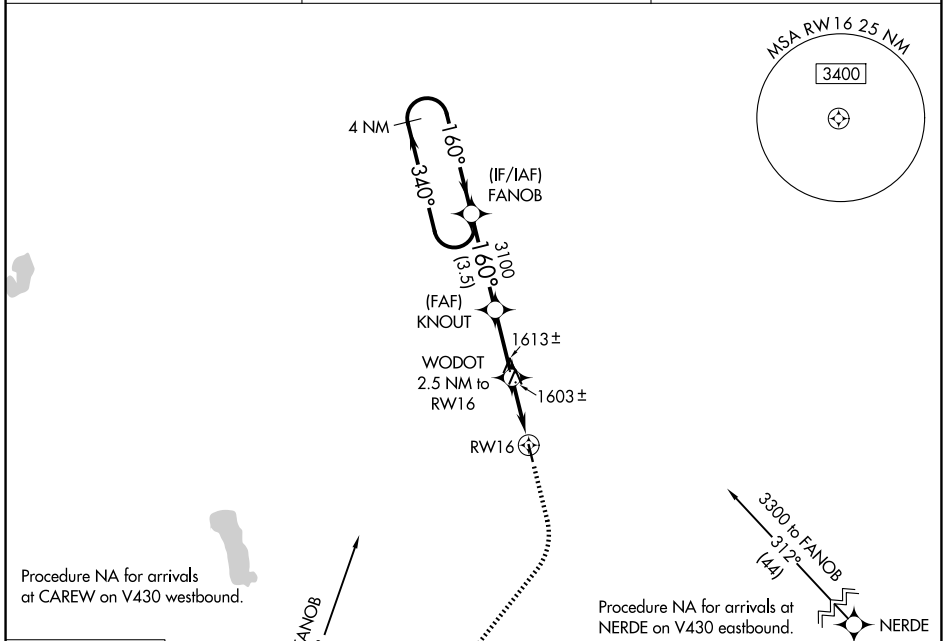 MSA RW16 25 NM
3400
4 NM
160°
340°
(IF/IAF)
FANOB
3100
160°
(3.5)
(FAF)
KNOUT
1613 ±
WODOT
2.5 NM to
RW16
1603 ±
RW16
3300 to FANOB
312°
(44)
Procedure NA for arrivals
at CAREW on V430 westbound.
Procedure NA for arrivals at
NERDE on V430 eastbound.
NERDE